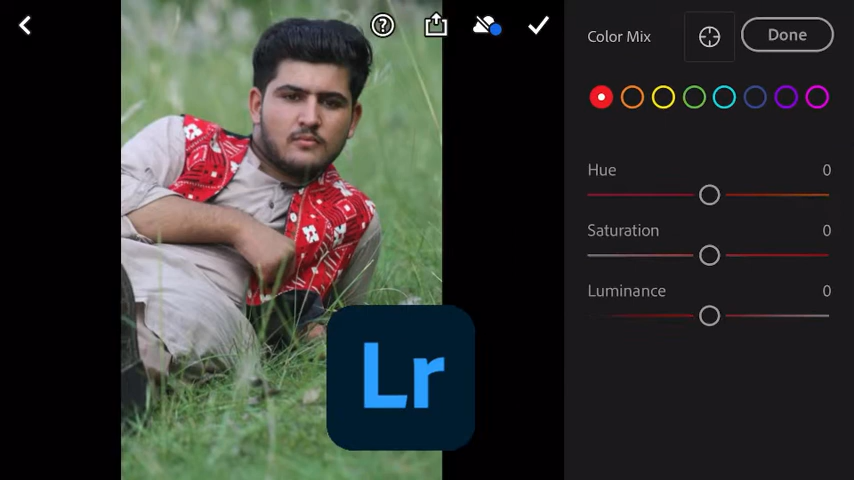 Color Mix
Done
Hue 0
Saturation 0
Luminance 0
Lr